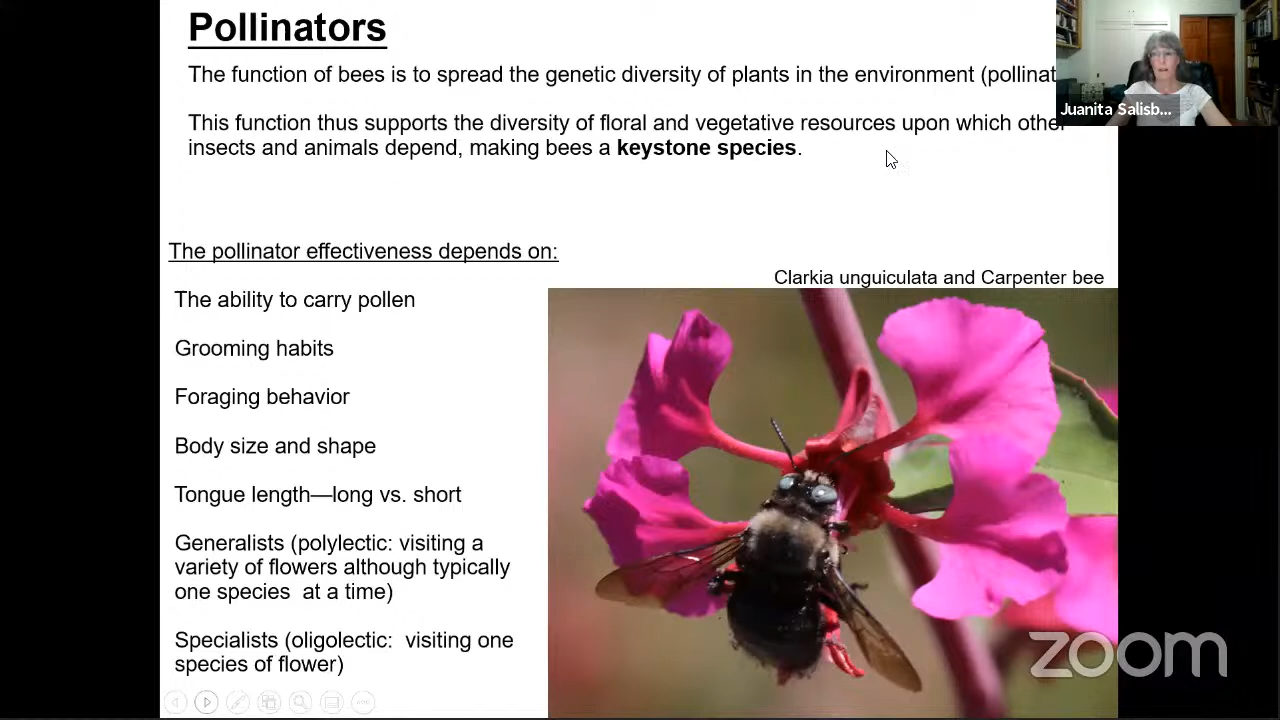 Pollinators
The function of bees is to spread the genetic diversity of plants in the environment (pollinat
This function thus supports the diversity of floral and vegetative resources upon which other
insects and animals depend, making bees a keystone species.
Juanita Salisb...
The pollinator effectiveness depends on:
Clarkia unguiculata and Carpenter bee
The ability to carry pollen
Grooming habits
Foraging behavior
Body size and shape
Tongue length—long vs. short
Generalists (polylectic: visiting a
variety of flowers although typically
one species  at a time)
Specialists (oligolectic:  visiting one
species of flower)
zoom